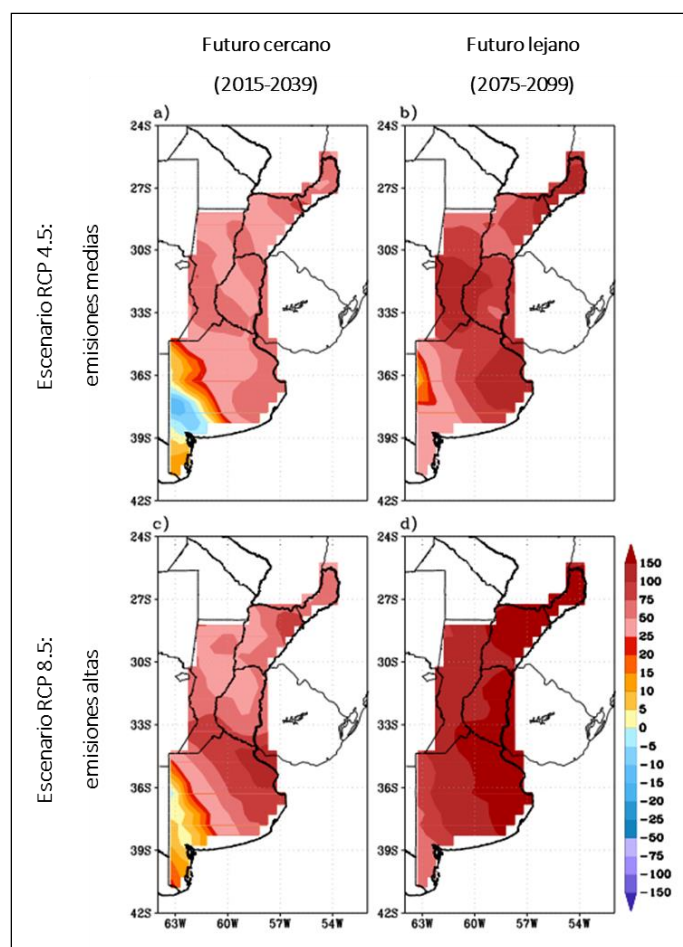 Futuro cercano
(2015-2039)
Futuro lejano
(2075-2099)
Escenario RCP 4.5:
emisiones medias
a)
24S
27S
30S
33S
36S
39S
42S
b)
24S
27S
30S
33S
36S
39S
42S
Escenario RCP 8.5:
emisiones altas
c)
24S
27S
30S
33S
36S
39S
42S
63W
60W
57W
54W
d)
24S
27S
30S
33S
36S
39S
42S
63W
60W
57W
54W
150
100
75
50
25
20
15
10
5
0
-5
-10
-15
-20
-25
-50
-75
-100
-150